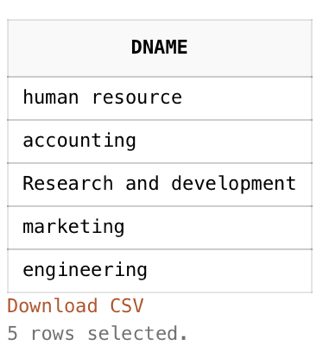 DNAME
human resource
accounting
Research and development
marketing
engineering
Download CSV
5 rows selected.